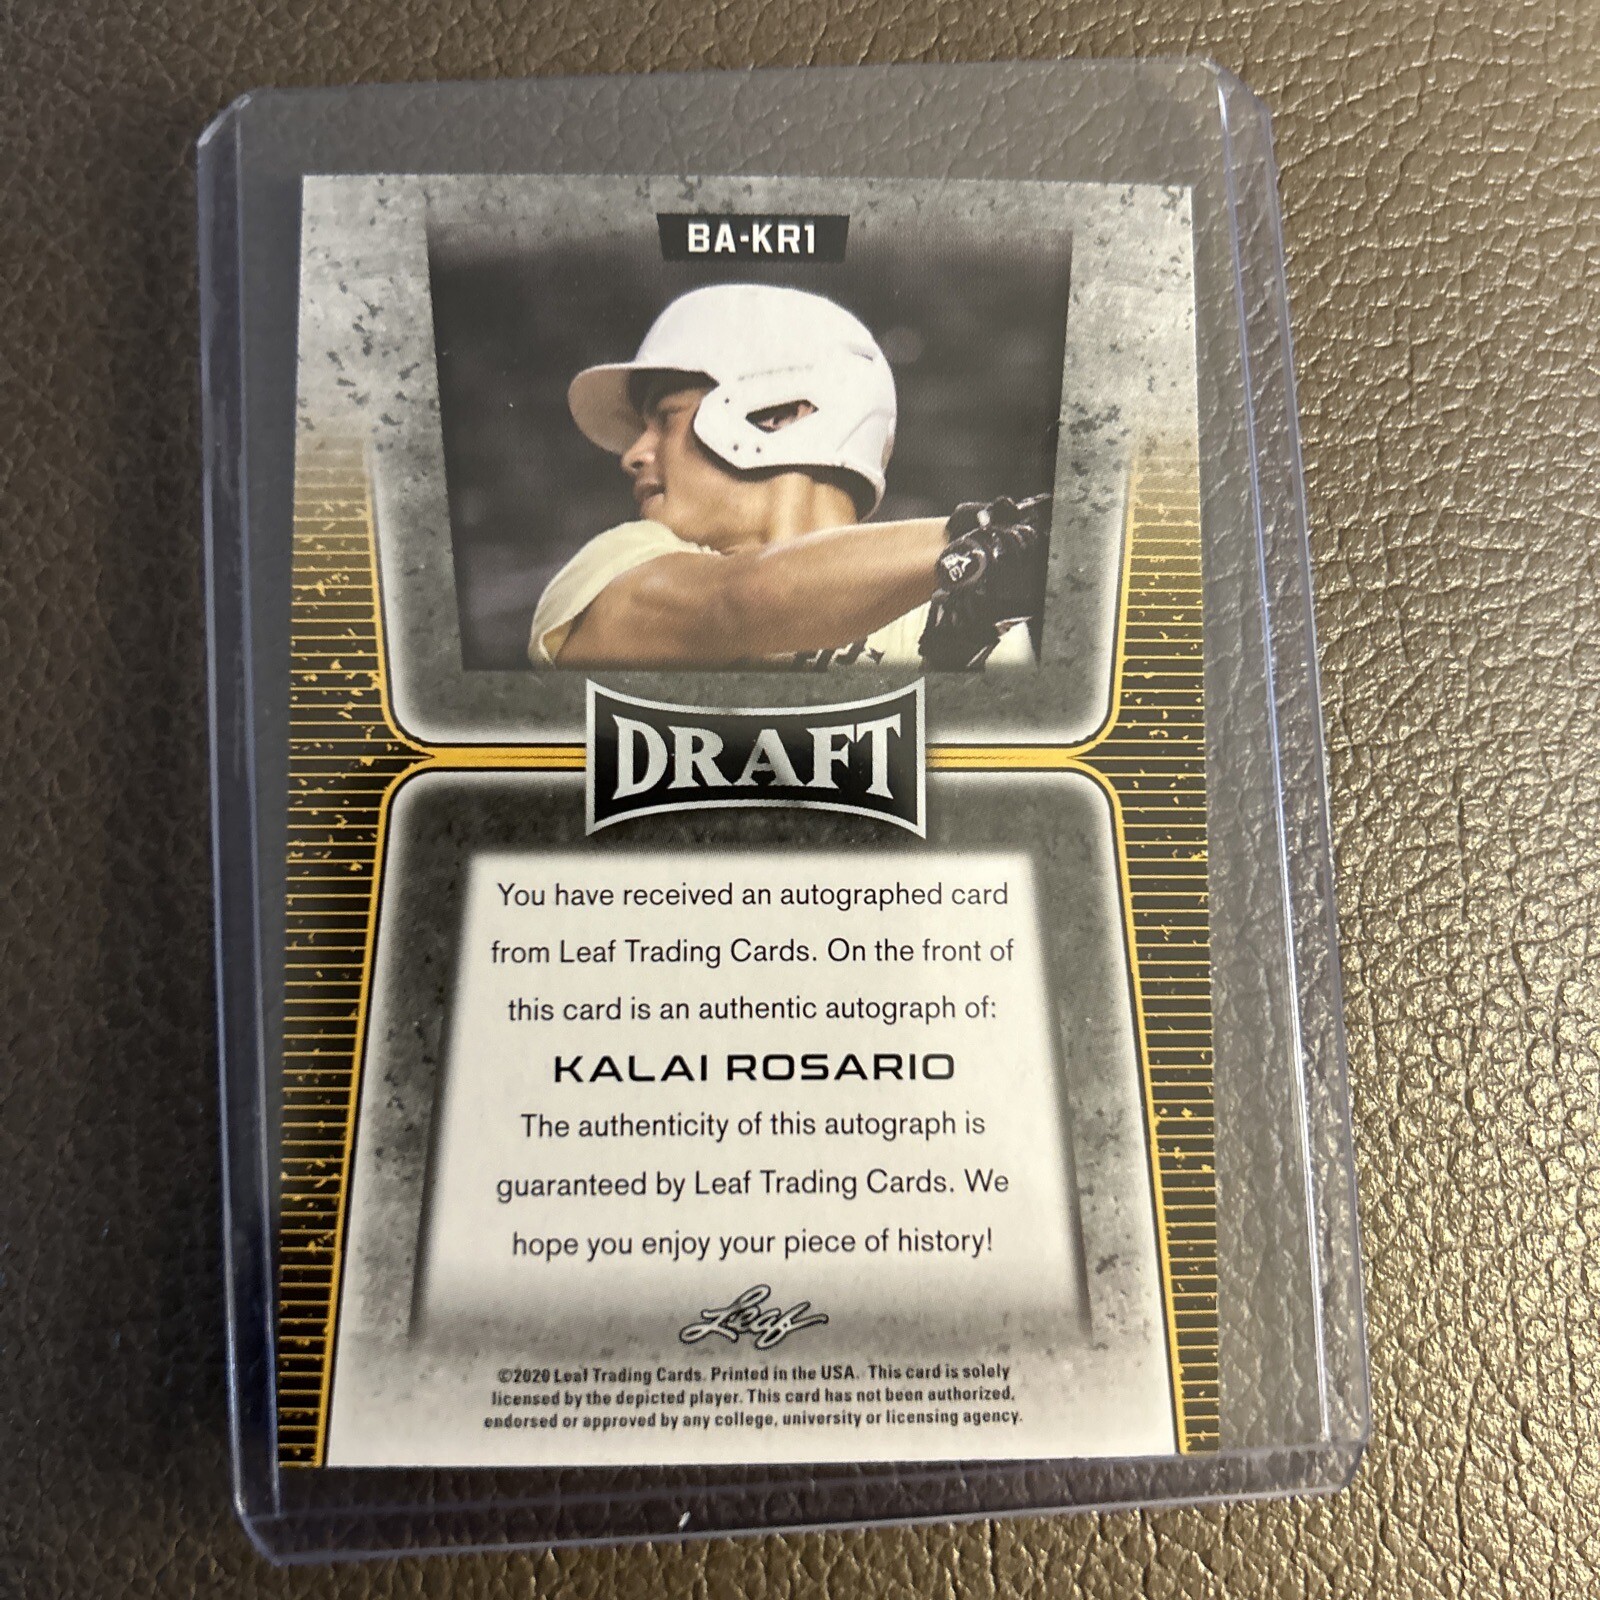 BA-KR1
DRAFT
You have received an autographed card
from Leaf Trading Cards. On the front of
this card is an authentic autograph of:
KALAI ROSARIO
The authenticity of this autograph is
guaranteed by Leaf Trading Cards. We
hope you enjoy your piece of history!
Leaf
©2020 Leaf Trading Cards. Printed in the USA. This card is solely
licensed by the depicted player. This card has not been authorized,
endorsed or approved by any college, university or licensing agency.